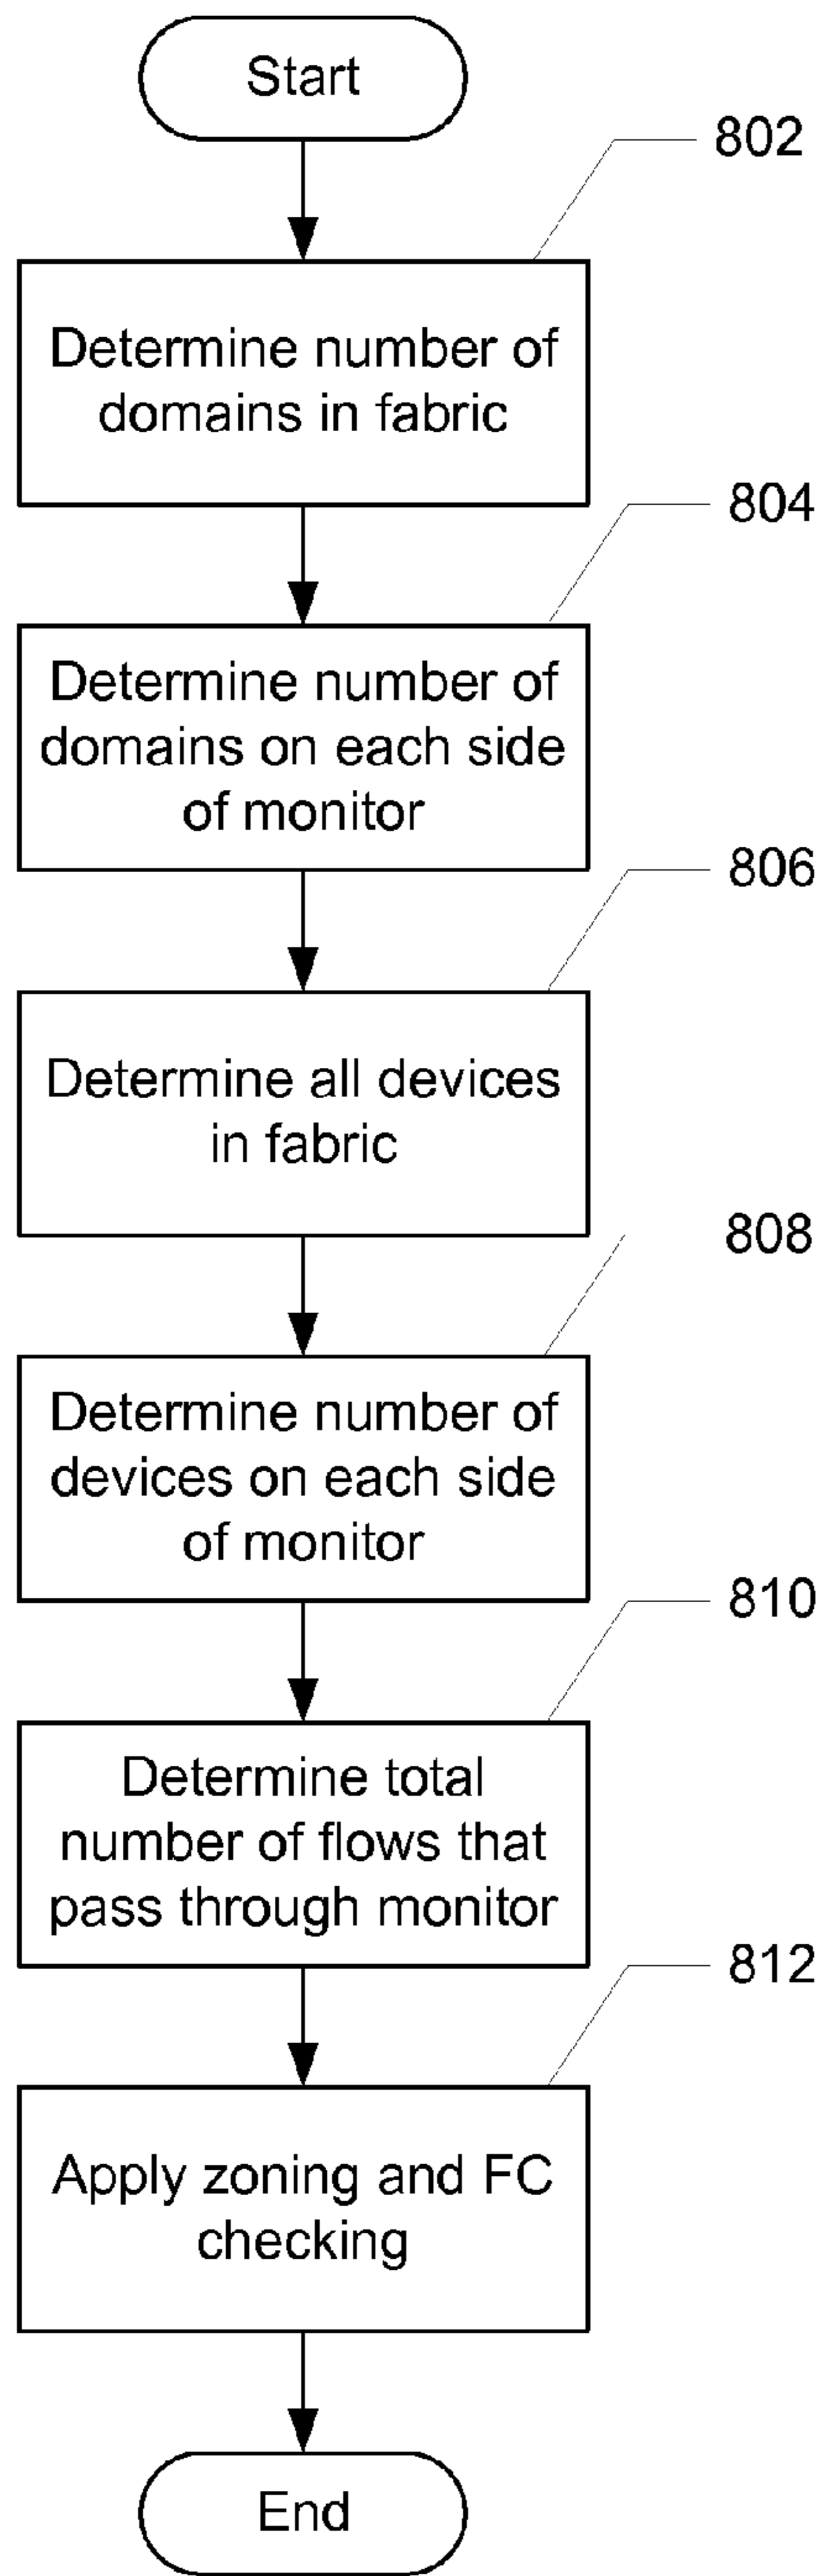 Start
802
Determine number of
domains in fabric
804
Determine number of
domains on each side
of monitor
806
Determine all devices
in fabric
808
Determine number of
devices on each side
of monitor
810
Determine total
number of flows that
pass through monitor
812
Apply zoning and FC
checking
End